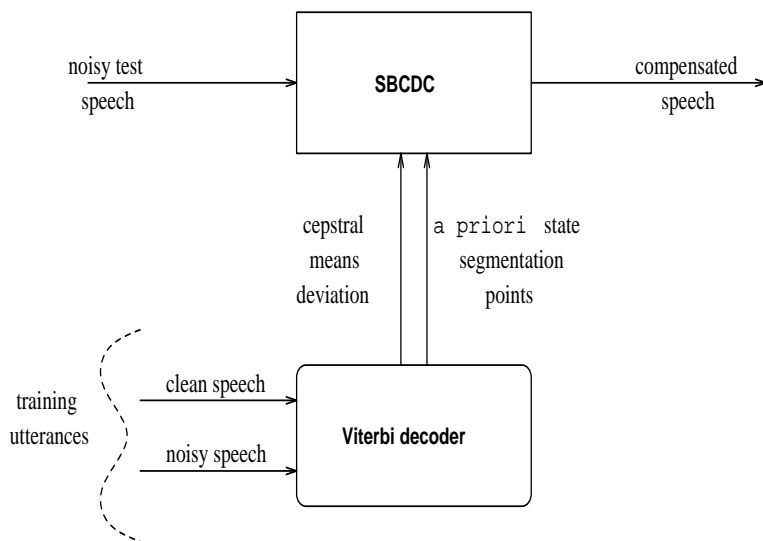 noisy test
speech
SBCDC
compensated
speech
cepstral
means
deviation
a priori state
segmentation
points
training
utterances
clean speech
noisy speech
Viterbi decoder